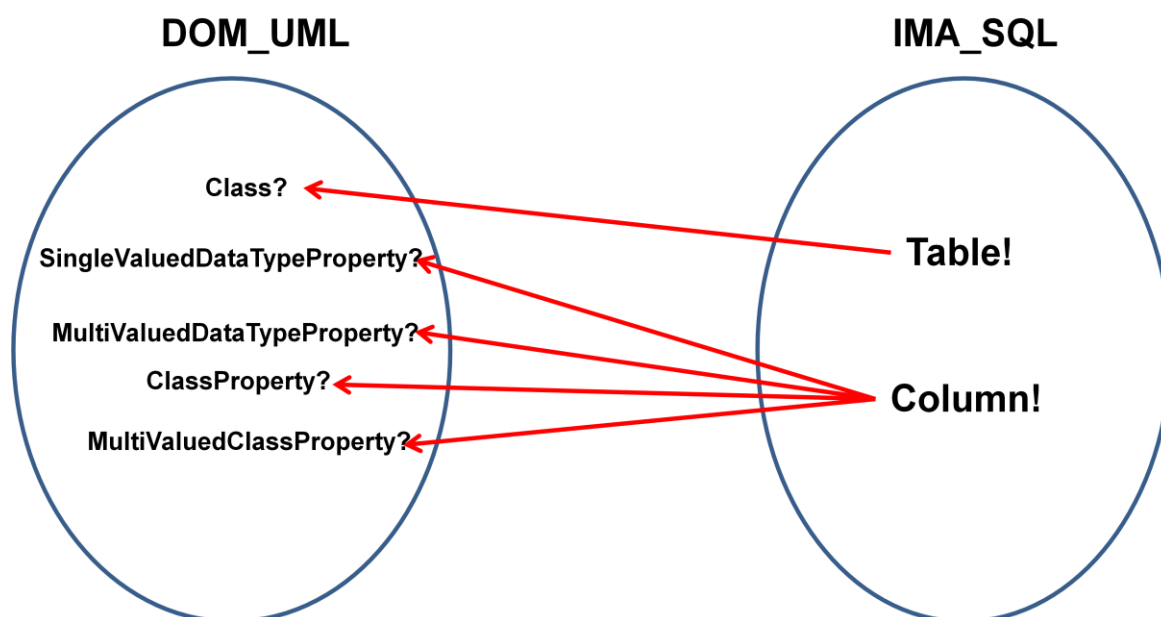 DOM_UML
IMA_SQL
Class?
SingleValuedDataTypeProperty?
MultiValuedDataTypeProperty?
ClassProperty?
MultiValuedClassProperty?
Table!
Column!